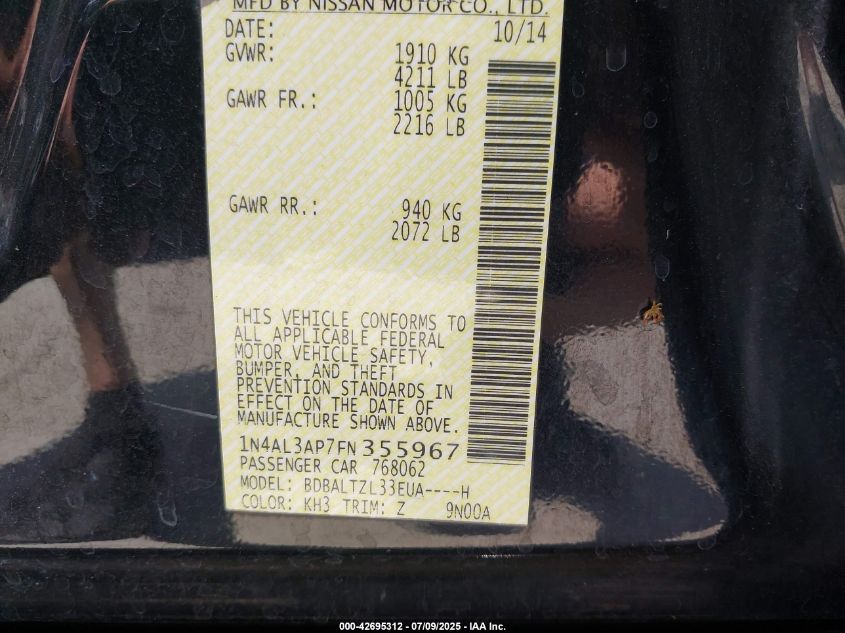 MFD BY NISSAN MOTOR CO., LTD.
DATE: 10/14
GVWR: 1910 KG
4211 LB
GAWR FR.: 1005 KG
2216 LB
GAWR RR.: 940 KG
2072 LB
THIS VEHICLE CONFORMS TO
ALL APPLICABLE FEDERAL
MOTOR VEHICLE SAFETY,
BUMPER, AND THEFT
PREVENTION STANDARDS IN
EFFECT ON THE DATE OF
MANUFACTURE SHOWN ABOVE.
1N4AL3AP7FN355967
PASSENGER CAR 768062
MODEL: BDBALTZL33EUA----H
COLOR: KH3 TRIM: Z 9N00A
000-42695312 - 07/09/2025 - IAA Inc.